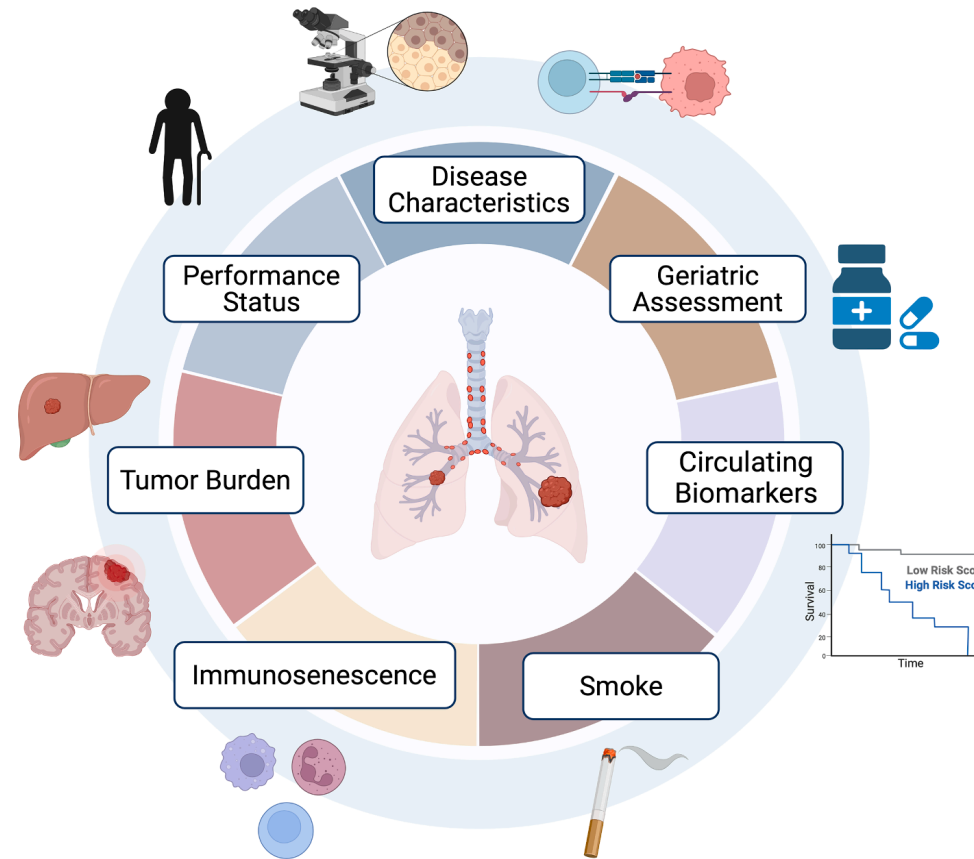 Disease
Characteristics
Performance
Status
Geriatric
Assessment
Tumor Burden
Circulating
Biomarkers
100
80
60
40
20
0
Survival
Low Risk Sco
High Risk Sco
Time
Immunosenescence
Smoke